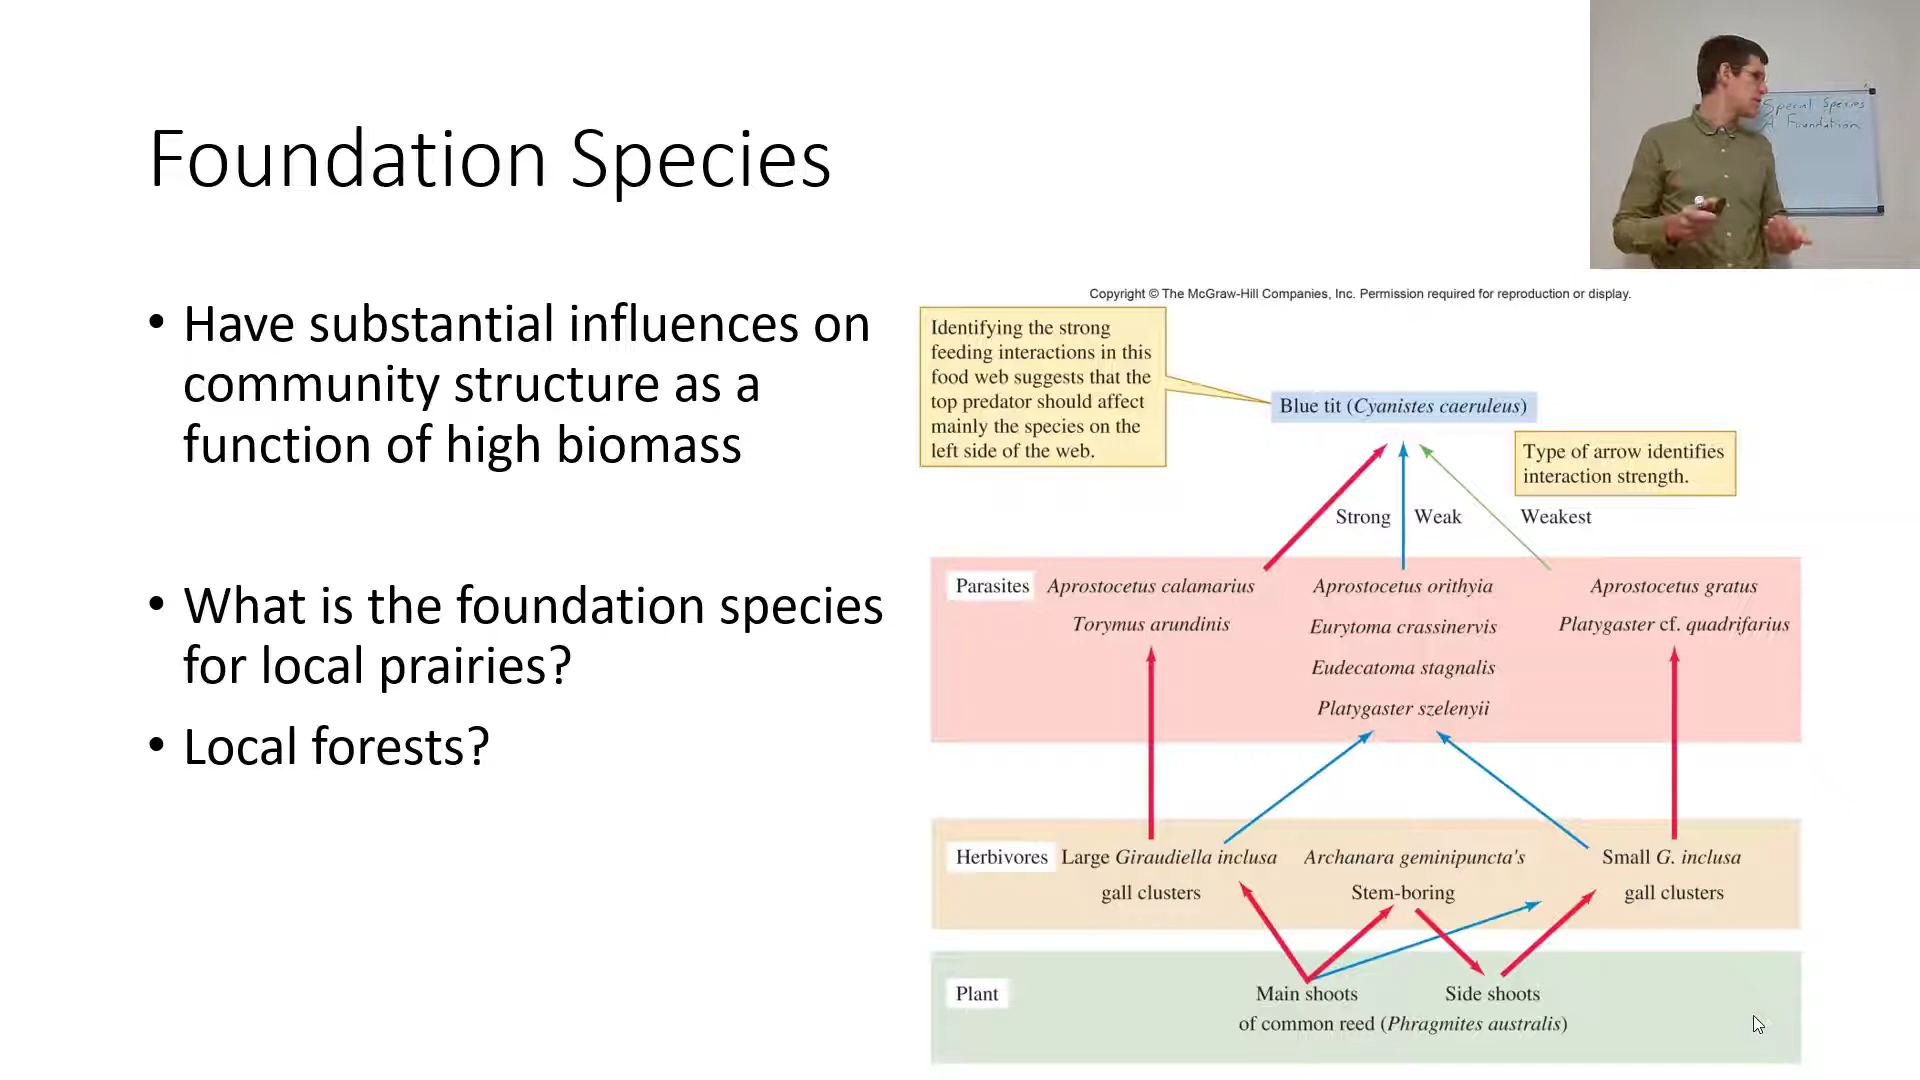 Foundation Species
• Have substantial influences on
community structure as a
function of high biomass
• What is the foundation species
for local prairies?
• Local forests?
Special Species
A Foundation
Copyright © The McGraw-Hill Companies, Inc. Permission required for reproduction or display.
Identifying the strong
feeding interactions in this
food web suggests that the
top predator should affect
mainly the species on the
left side of the web.
Blue tit (Cyanistes caeruleus)
Type of arrow identifies
interaction strength.
Strong Weak Weakest
Parasites Aprostocetus calamarius Aprostocetus orithyia Aprostocetus gratus
Torymus arundinis Eurytoma crassinervis Platygaster cf. quadrifarius
Eudecatoma stagnalis
Platygaster szelenyii
Herbivores Large Giraudiella inclusa Archanara geminipuncta's Small G. inclusa
gall clusters Stem-boring gall clusters
Plant Main shoots Side shoots
of common reed (Phragmites australis)